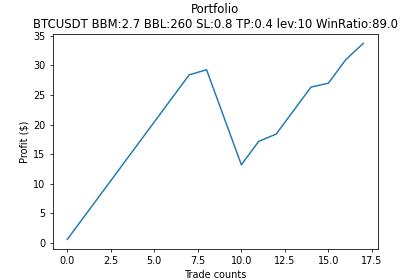 Portfolio
BTCUSDT BBM:2.7 BBL:260 SL:0.8 TP:0.4 lev:10 WinRatio:89.0
35
30
25
20
15
10
5
0
Profit ($)
0.0 2.5 5.0 7.5 10.0 12.5 15.0 17.5
Trade counts